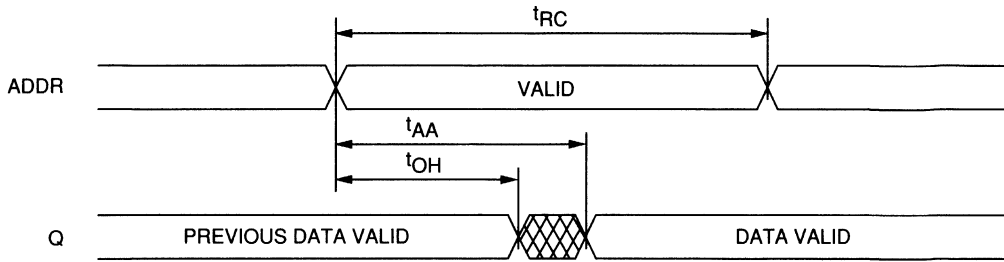 tRC
ADDR
VALID
tAA
tOH
Q
PREVIOUS DATA VALID
DATA VALID